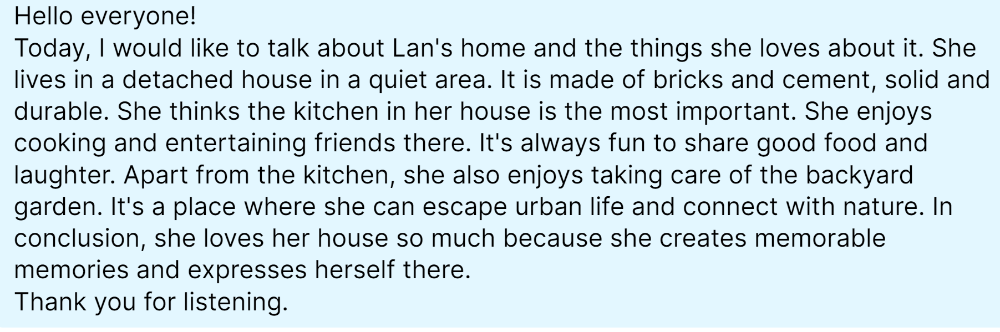 Hello everyone!
Today, I would like to talk about Lan's home and the things she loves about it. She
lives in a detached house in a quiet area. It is made of bricks and cement, solid and
durable. She thinks the kitchen in her house is the most important. She enjoys
cooking and entertaining friends there. It's always fun to share good food and
laughter. Apart from the kitchen, she also enjoys taking care of the backyard
garden. It's a place where she can escape urban life and connect with nature. In
conclusion, she loves her house so much because she creates memorable
memories and expresses herself there.
Thank you for listening.